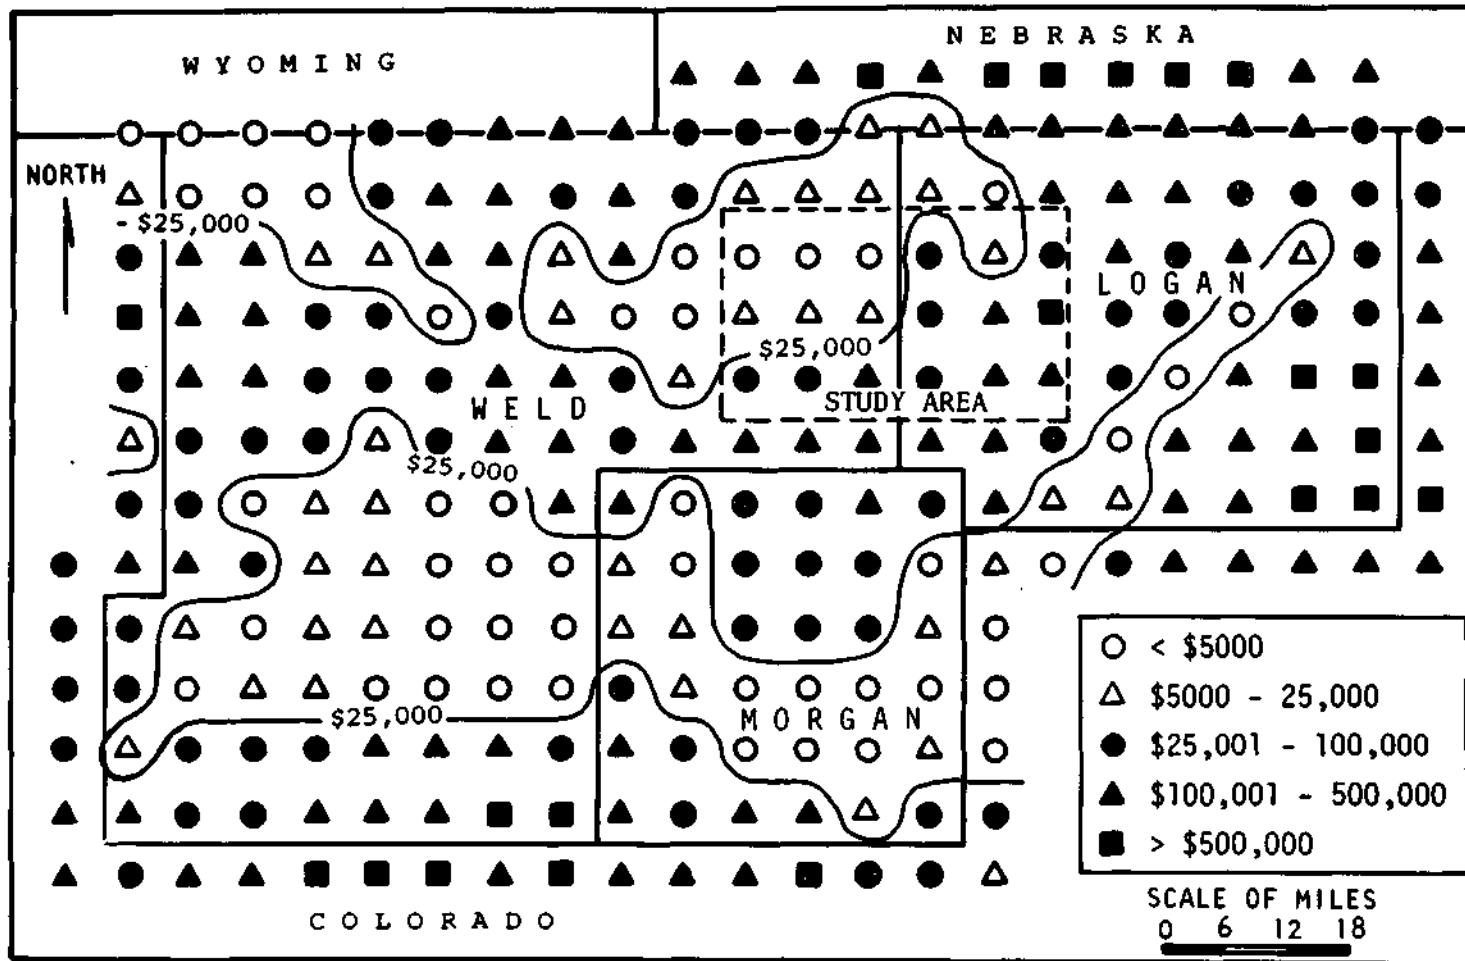 NEBRASKA
WYOMING
NORTH
- $25,000
LOGAN
$25,000
STUDY AREA
WELD
$25,000
MORGAN
$25,000
< $5000
$5000 - 25,000
$25,001 - 100,000
$100,001 - 500,000
> $500,000
SCALE OF MILES
0 6 12 18
COLORADO